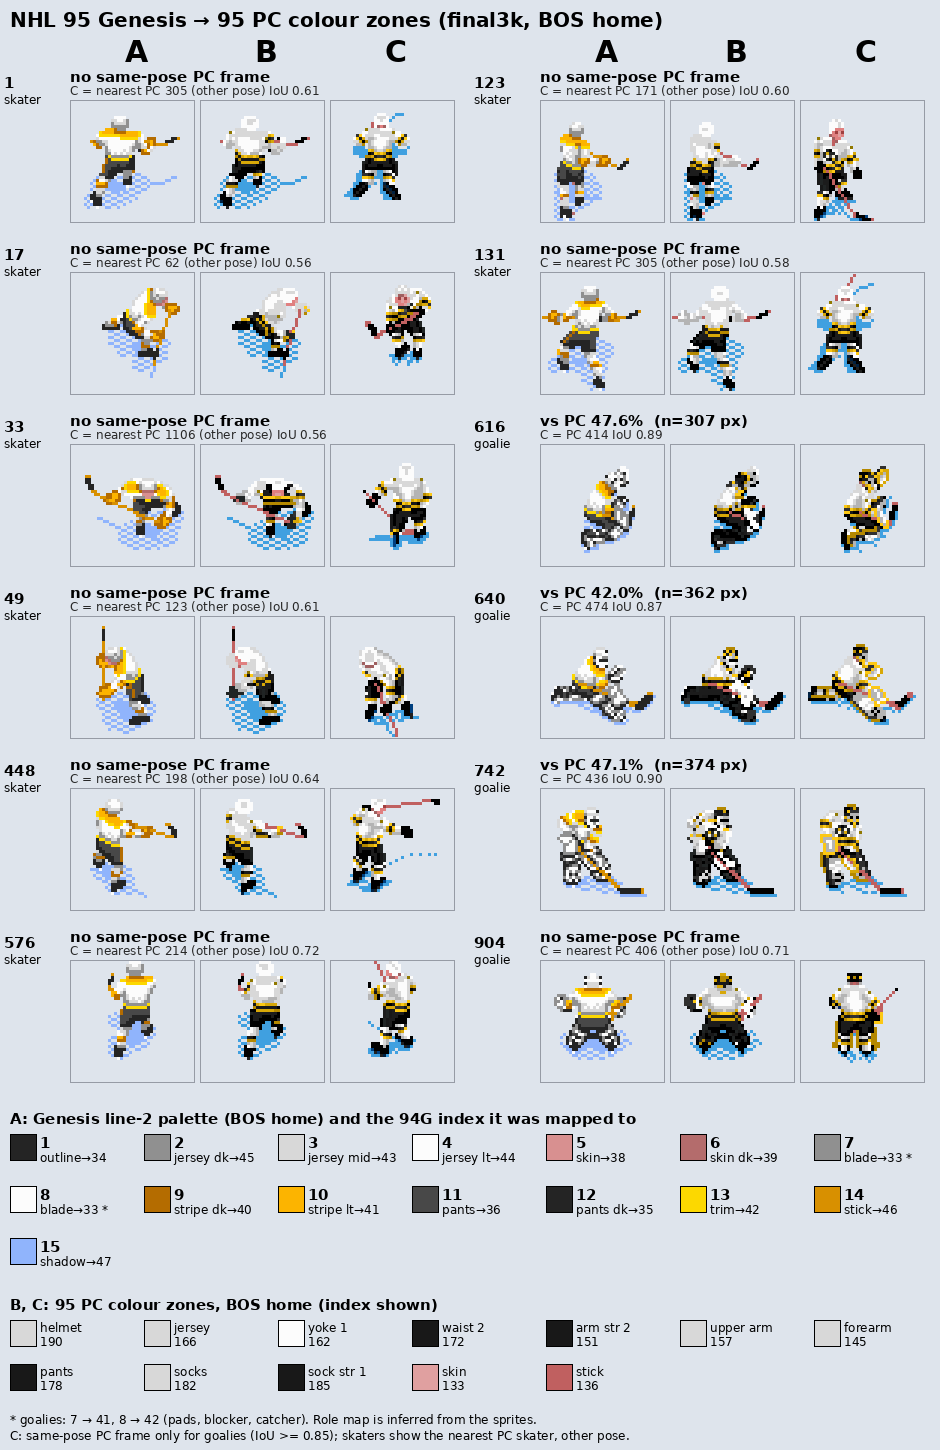 NHL 95 Genesis → 95 PC colour zones (final3k, BOS home)
A B C A B C
1
skater
no same-pose PC frame
C = nearest PC 305 (other pose) IoU 0.61
123
skater
no same-pose PC frame
C = nearest PC 171 (other pose) IoU 0.60
17
skater
no same-pose PC frame
C = nearest PC 62 (other pose) IoU 0.56
131
skater
no same-pose PC frame
C = nearest PC 305 (other pose) IoU 0.58
33
skater
no same-pose PC frame
C = nearest PC 1106 (other pose) IoU 0.56
616
goalie
vs PC 47.6% (n=307 px)
C = PC 414 IoU 0.89
49
skater
no same-pose PC frame
C = nearest PC 123 (other pose) IoU 0.61
640
goalie
vs PC 42.0% (n=362 px)
C = PC 474 IoU 0.87
448
skater
no same-pose PC frame
C = nearest PC 198 (other pose) IoU 0.64
742
goalie
vs PC 47.1% (n=374 px)
C = PC 436 IoU 0.90
576
skater
no same-pose PC frame
C = nearest PC 214 (other pose) IoU 0.72
904
goalie
no same-pose PC frame
C = nearest PC 406 (other pose) IoU 0.71
A: Genesis line-2 palette (BOS home) and the 94G index it was mapped to
1
outline→34
2
jersey dk→45
3
jersey mid→43
4
jersey lt→44
5
skin→38
6
skin dk→39
7
blade→33 *
8
blade→33 *
9
stripe dk→40
10
stripe lt→41
11
pants→36
12
pants dk→35
13
trim→42
14
stick→46
15
shadow→47
B, C: 95 PC colour zones, BOS home (index shown)
helmet
190
jersey
166
yoke 1
162
waist 2
172
arm str 2
151
upper arm
157
forearm
145
pants
178
socks
182
sock str 1
185
skin
133
stick
136
* goalies: 7 → 41, 8 → 42 (pads, blocker, catcher). Role map is inferred from the sprites.
C: same-pose PC frame only for goalies (IoU >= 0.85); skaters show the nearest PC skater, other pose.